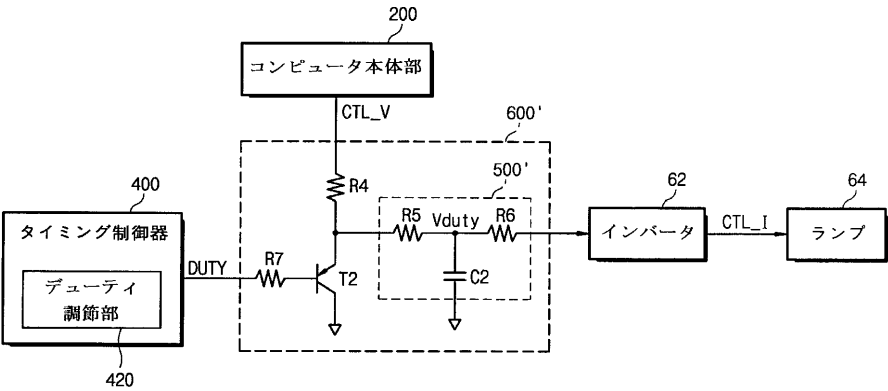 200
コンピュータ本体部
CTL_V
600'
R4
500'
400
タイミング制御器
デューティ
調節部
420
DUTY
R7
T2
R5
Vduty
R6
C2
62
インバータ
CTL_I
64
ランプ